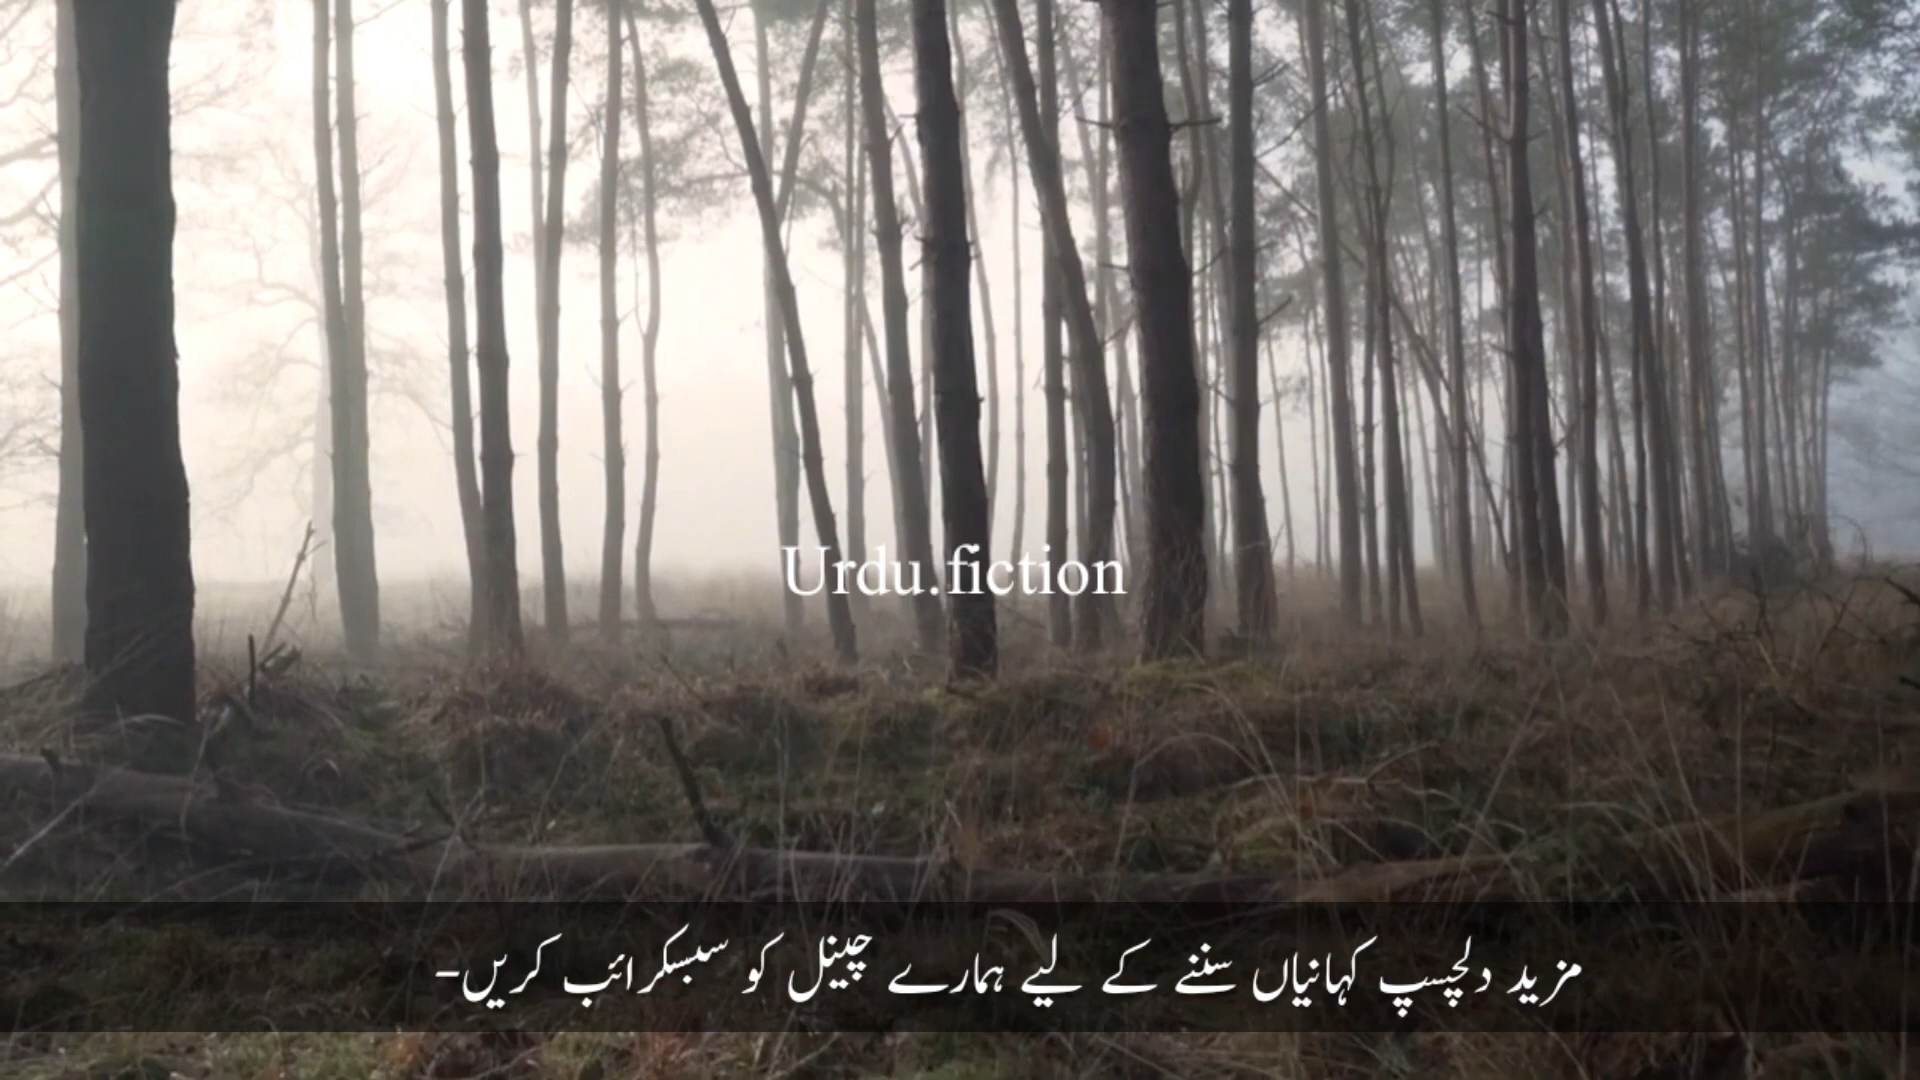 Urdu.fiction
مزید دلچسپ کہانیاں سننے کے لیے ہمارے چینل کو سبسکرائب کریں-